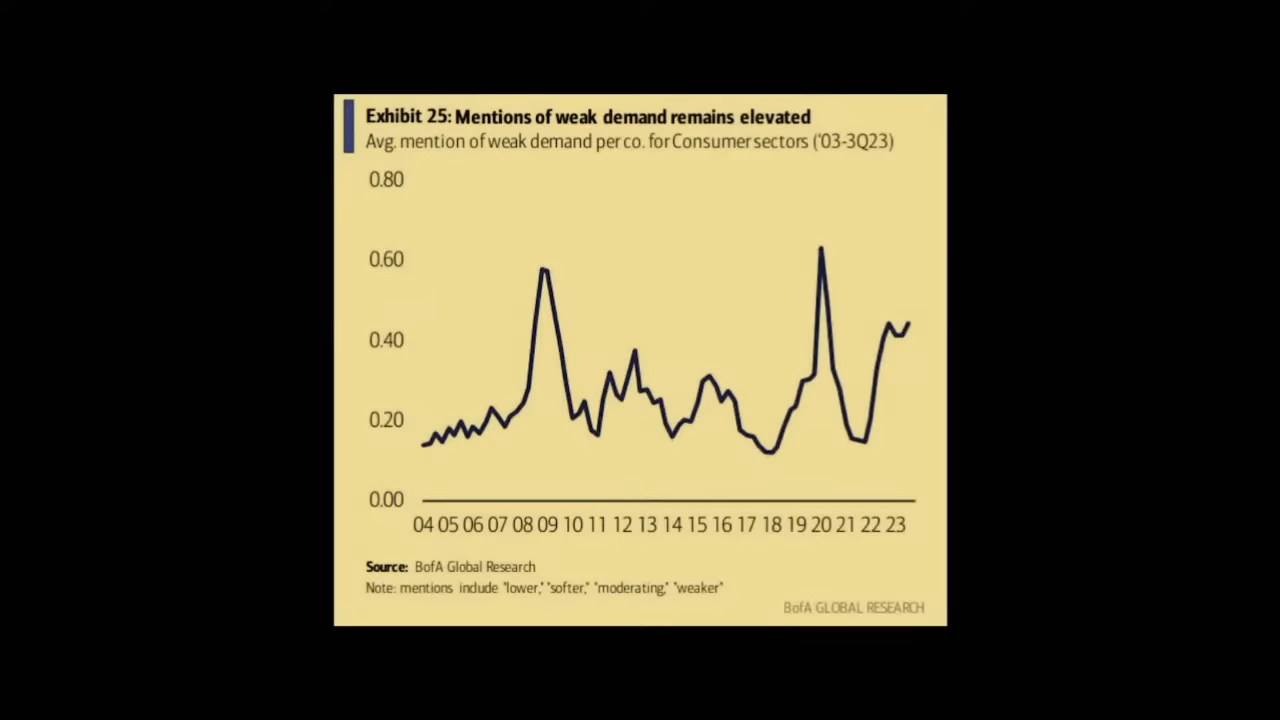 Exhibit 25: Mentions of weak demand remains elevated
Avg. mention of weak demand per co. for Consumer sectors ('03-3Q23)
0.80
0.60
0.40
0.20
0.00
04 05 06 07 08 09 10 11 12 13 14 15 16 17 18 19 20 21 22 23
Source: BofA Global Research
Note: mentions include "lower," "softer," "moderating," "weaker"
BofA GLOBAL RESEARCH